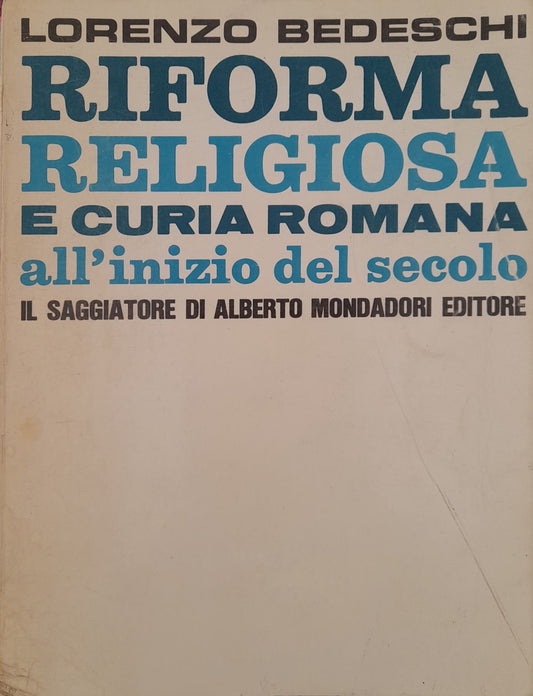 LORENZO BEDESCHI
RIFORMA
RELIGIOSA
E CURIA ROMANA
all'inizio del secolo
IL SAGGIATORE DI ALBERTO MONDADORI EDITORE